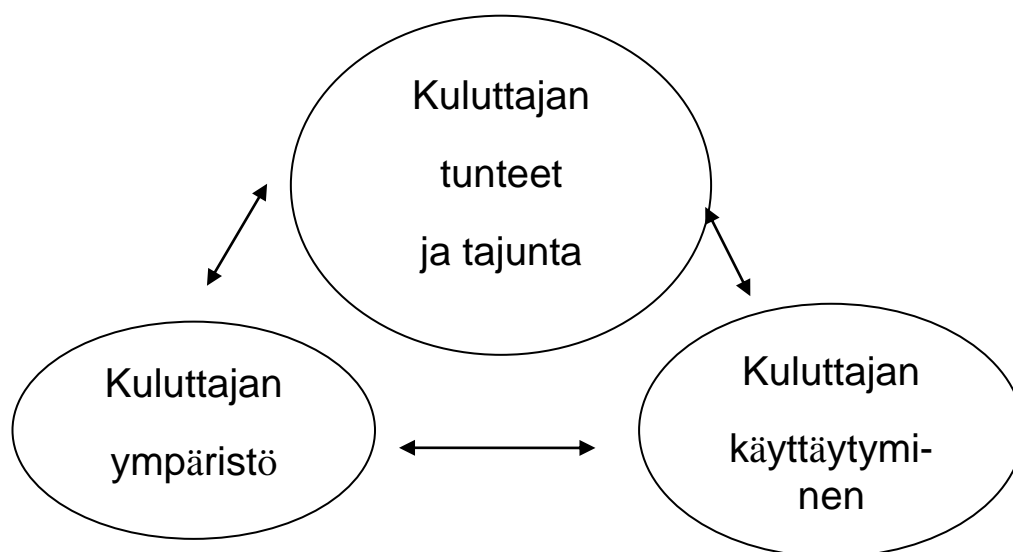 Kuluttajan
tunteet
ja tajunta
Kuluttajan
ympäristö
Kuluttajan
käyttäytymi-
nen